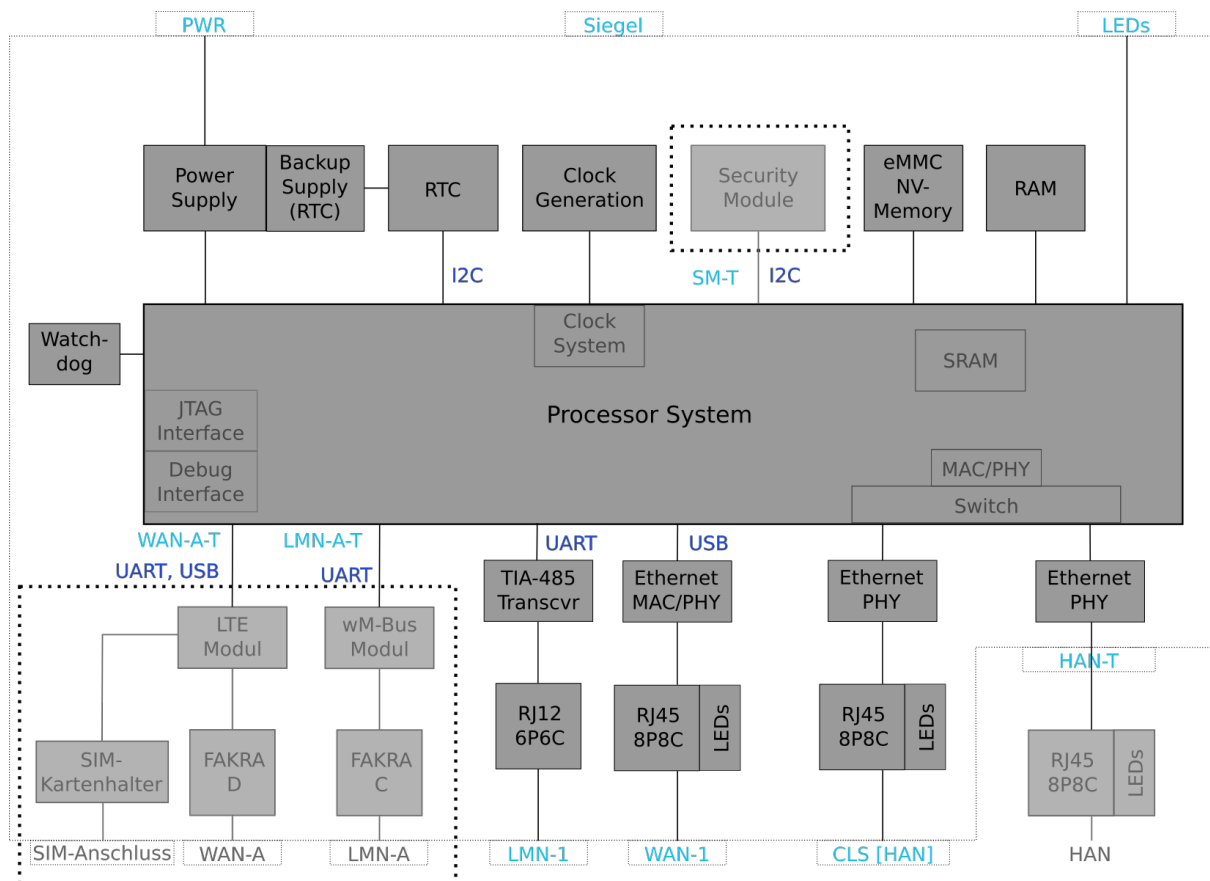 PWR
Siegel
LEDs
Power
Supply
Backup
Supply
(RTC)
RTC
Clock
Generation
Security
Module
eMMC
NV-
Memory
RAM
I2C
SM-T
I2C
Watch-
dog
Clock
System
SRAM
JTAG
Interface
Processor System
Debug
Interface
MAC/PHY
Switch
WAN-A-T
LMN-A-T
UART
USB
UART, USB
UART
TIA-485
Transcvr
Ethernet
MAC/PHY
Ethernet
PHY
Ethernet
PHY
LTE
Modul
wM-Bus
Modul
HAN-T
RJ12
6P6C
RJ45
8P8C
LEDs
RJ45
8P8C
LEDs
SIM-
Kartenhalter
FAKRA
D
FAKRA
C
RJ45
8P8C
LEDs
SIM-Anschluss
WAN-A
LMN-A
LMN-1
WAN-1
CLS [HAN]
HAN